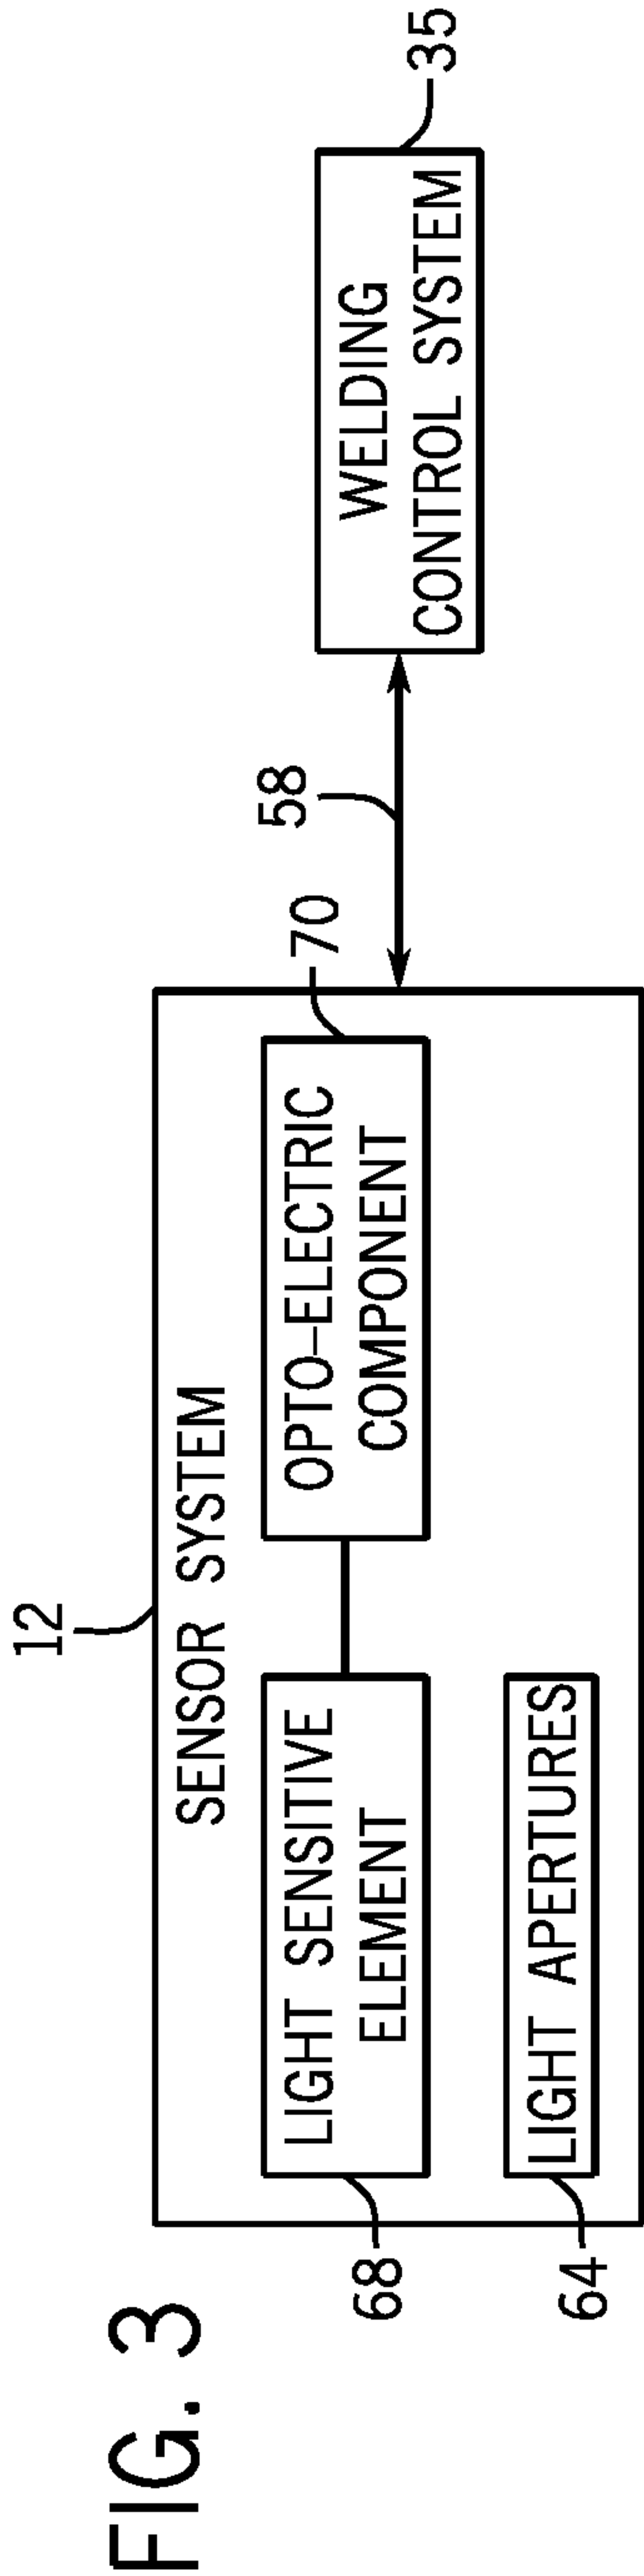 FIG. 3
12
SENSOR SYSTEM
68
LIGHT SENSITIVE
ELEMENT
OPTO-ELECTRIC
COMPONENT
70
64
LIGHT APERTURES
58
WELDING
CONTROL SYSTEM
35